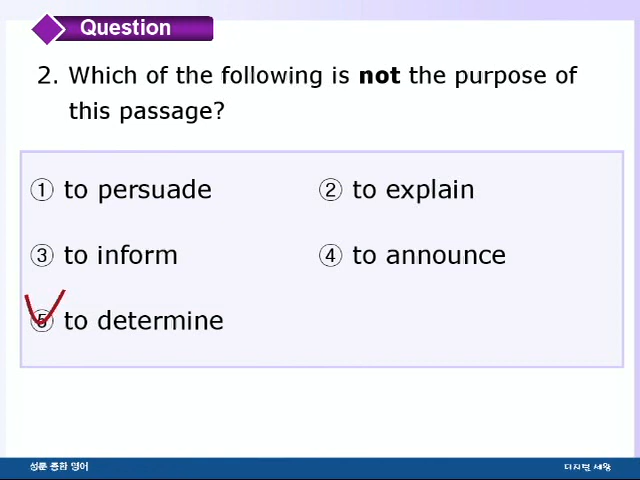 Question
2. Which of the following is not the purpose of
this passage?
① to persuade
② to explain
③ to inform
④ to announce
⑤ to determine
성문 종합 영어
디지털 세왕